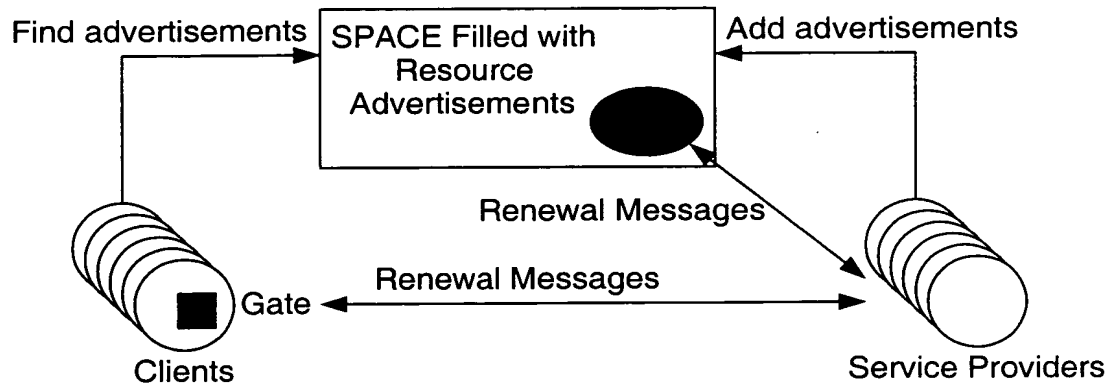 Find advertisements
SPACE Filled with
Resource
Advertisements
Add advertisements
Renewal Messages
Renewal Messages
Gate
Clients
Service Providers